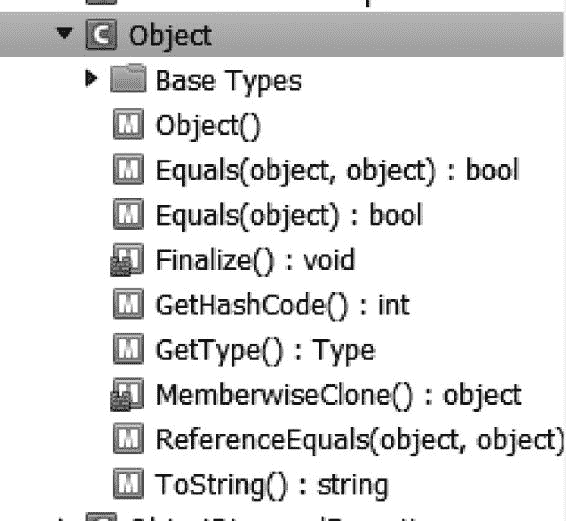 Object
Base Types
Object()
Equals(object, object) : bool
Equals(object) : bool
Finalize() : void
GetHashCode() : int
GetType() : Type
MemberwiseClone() : object
ReferenceEquals(object, object)
ToString() : string